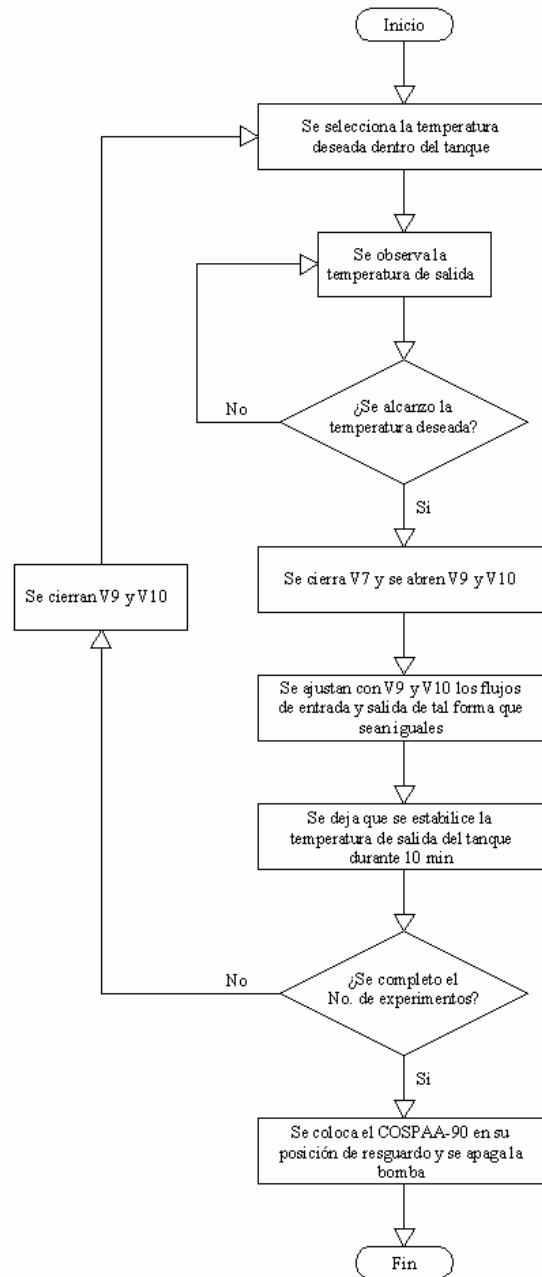 Inicio
Se selecciona la temperatura
deseada dentro del tanque
Se observa la
temperatura de salida
¿Se alcanzo la
temperatura deseada?
No
Si
Se cierra V7 y se abren V9 y V10
Se cierran V9 y V10
Se ajustan con V9 y V10 los flujos
de entrada y salida de tal forma que
sean iguales
Se deja que se estabilice la
temperatura de salida del tanque
durante 10 min
¿Se completo el
No. de experimentos?
No
Si
Se coloca el COSPAA-90 en su
posición de resguardo y se apaga la
bomba
Fin